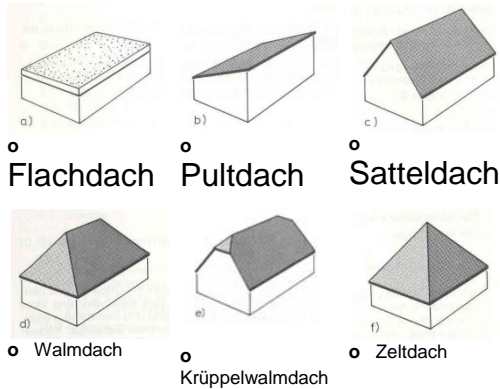 a)
b)
c)
o
Flachdach
o
Pultdach
o
Satteldach
d)
e)
f)
o Walmdach
o
Krüppelwalmdach
o Zeltdach